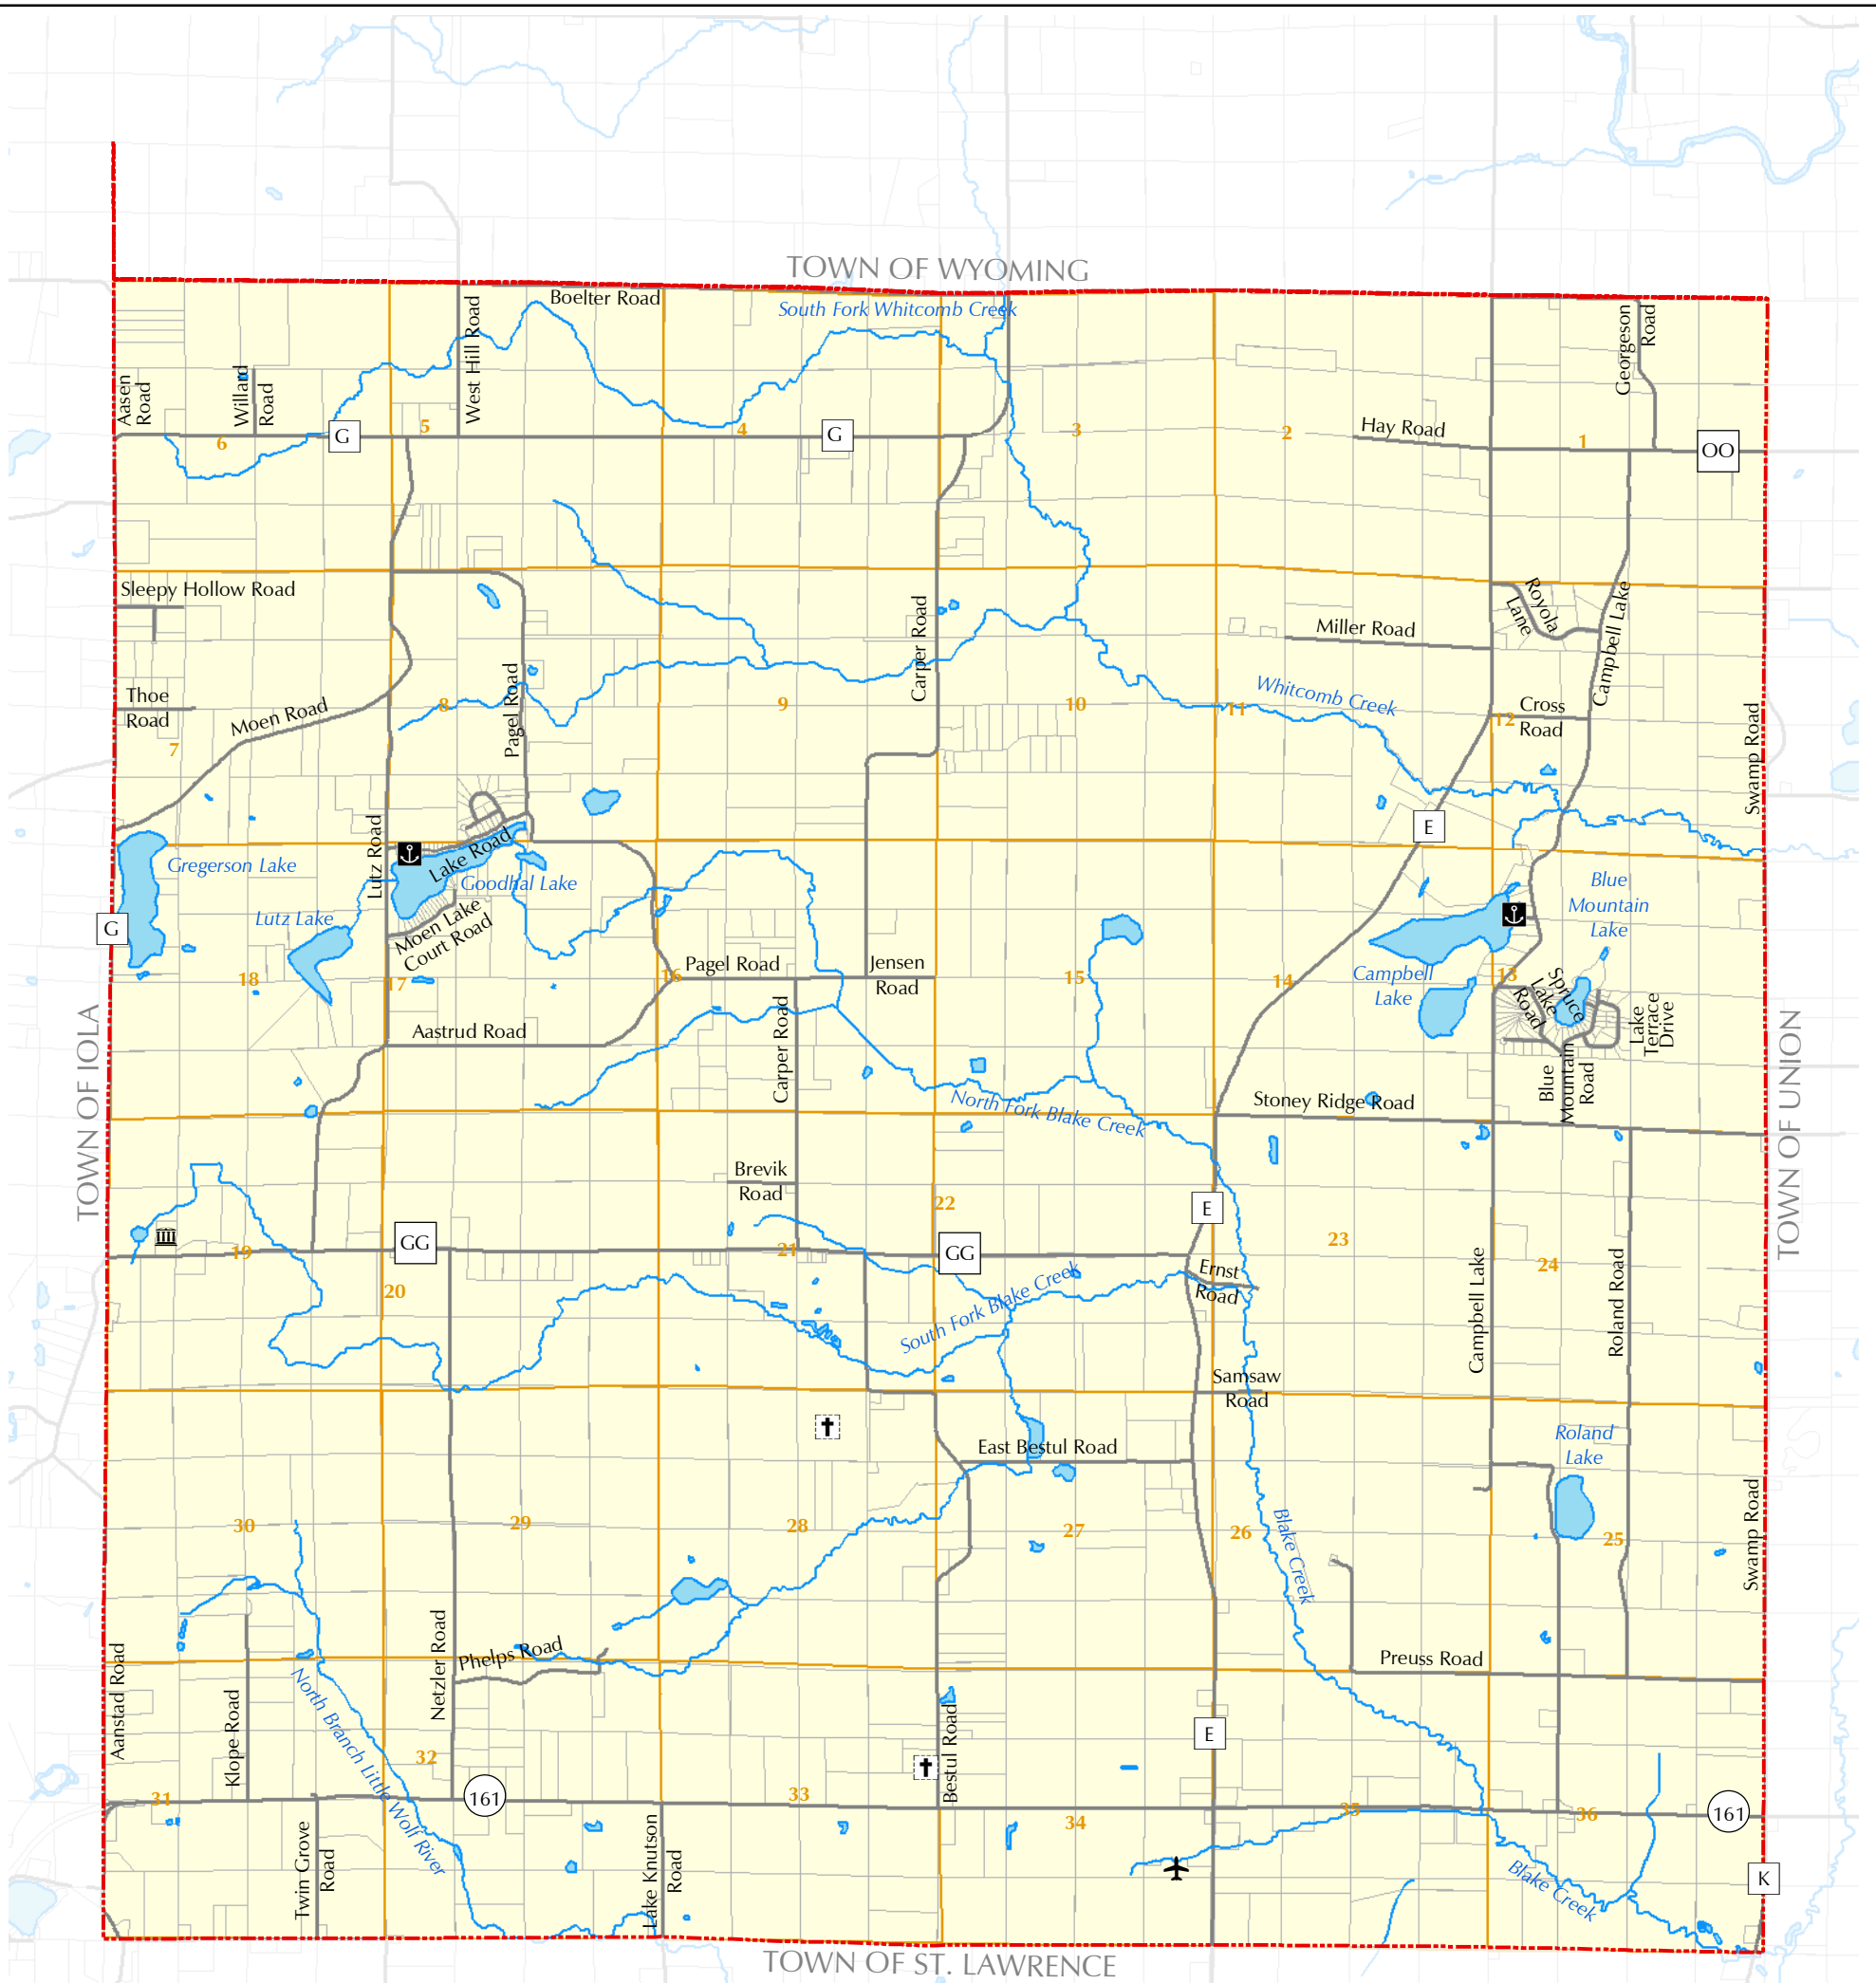 TOWN OF WYOMING
Boelter Road
South Fork Whitcomb Creek
West Hill Road
Georgeson
Road
Aasen
Road
Willard
Road
G
G
6
5
4
3
2
1
Hay Road
OO
Sleepy Hollow Road
Royola
Lane
Campbell Lake
Miller Road
Carper Road
Thoe
Road
Moen Road
Pagel Road
Whitcomb Creek
Cross
Road
7
8
9
10
11
12
Swamp Road
E
Lutz Road
Lake Road
Gregerson Lake
Goodhal Lake
Lutz Lake
Moen Lake
Court Road
G
Blue
Mountain
Lake
Campbell
Lake
Pagel Road
Jensen
Road
18
17
16
15
14
13
Spruce
Lake
Road
Lake
Terrace
Drive
Aastrud Road
Carper Road
Blue
Mountain
Road
TOWN OF IOLA
TOWN OF UNION
North Fork Blake Creek
Stoney Ridge Road
Brevik
Road
22
E
GG
GG
19
20
21
23
24
Ernst
Road
South Fork Blake Creek
Campbell Lake
Roland Road
Samsaw
Road
East Bestul Road
Roland
Lake
30
29
28
27
26
25
Blake Creek
Swamp Road
Aanstad Road
Klope Road
Netzler Road
Phelps Road
Preuss Road
North Branch Little Wolf River
Bestul Road
E
32
31
161
33
34
35
36
161
Twin Grove
Road
Lake Knutson
Road
Blake Creek
K
TOWN OF ST. LAWRENCE